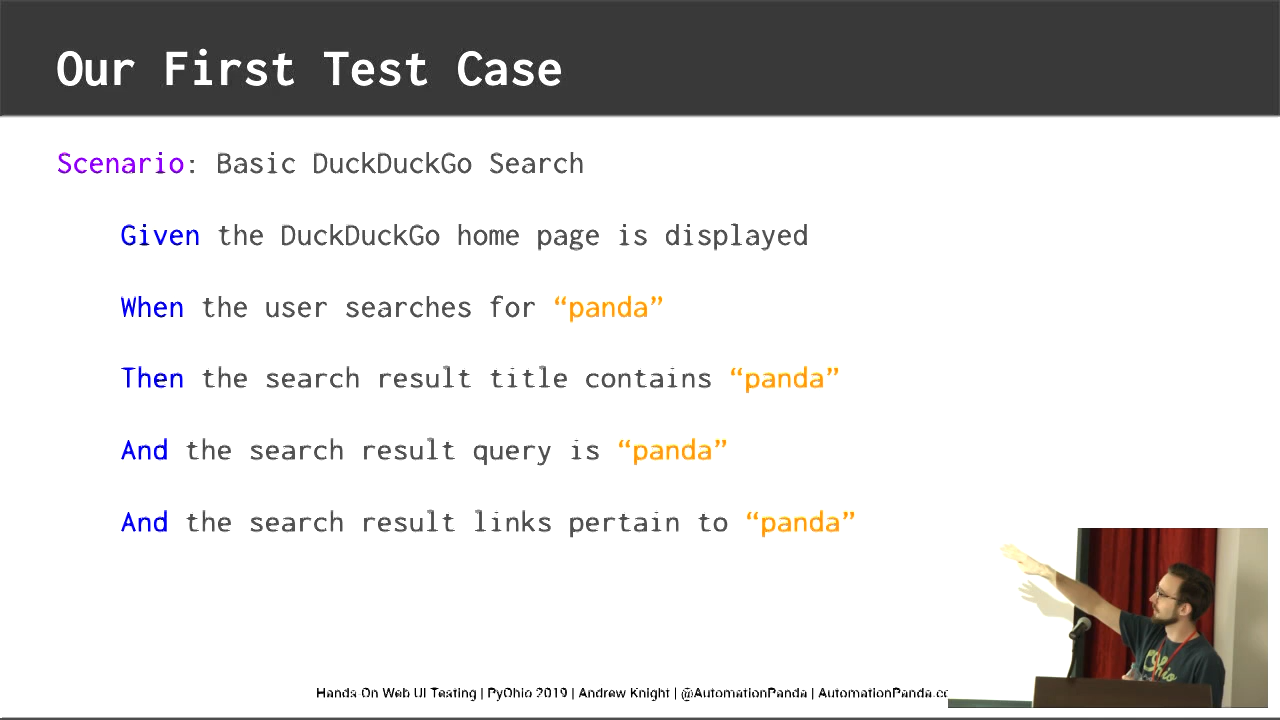 Our First Test Case
Scenario: Basic DuckDuckGo Search
Given the DuckDuckGo home page is displayed
When the user searches for “panda”
Then the search result title contains “panda”
And the search result query is “panda”
And the search result links pertain to “panda”
Hands On Web UI Testing | PyOhio 2019 | Andrew Knight | @AutomationPanda | AutomationPanda.co
Ohio